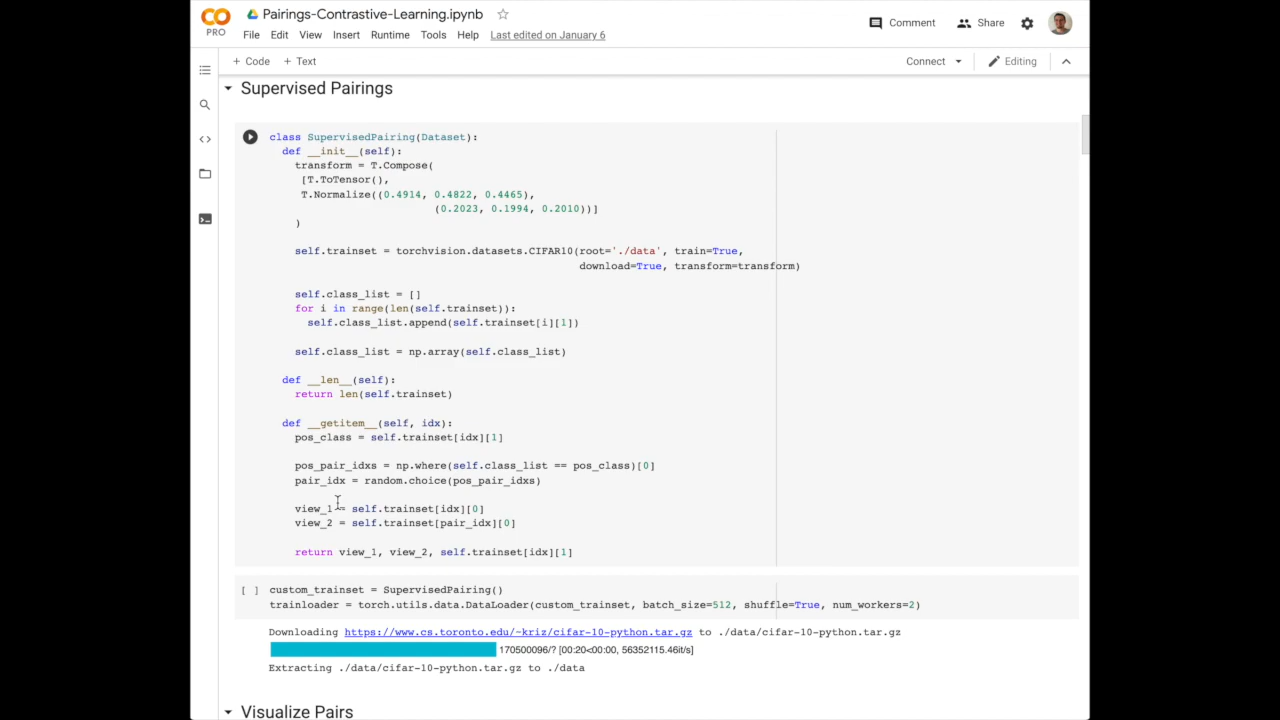 Pairings-Contrastive-Learning.ipynb
PRO
File Edit View Insert Runtime Tools Help Last edited on January 6
Comment Share
+ Code + Text
Connect Editing
Supervised Pairings
class SupervisedPairing(Dataset):
def __init__(self):
transform = T.Compose(
[T.ToTensor(),
T.Normalize((0.4914, 0.4822, 0.4465),
(0.2023, 0.1994, 0.2010))]
)
self.trainset = torchvision.datasets.CIFAR10(root='./data', train=True,
download=True, transform=transform)
self.class_list = []
for i in range(len(self.trainset)):
self.class_list.append(self.trainset[i][1])
self.class_list = np.array(self.class_list)
def __len__(self):
return len(self.trainset)
def __getitem__(self, idx):
pos_class = self.trainset[idx][1]
pos_pair_idxs = np.where(self.class_list == pos_class)[0]
pair_idx = random.choice(pos_pair_idxs)
view_1 = self.trainset[idx][0]
view_2 = self.trainset[pair_idx][0]
return view_1, view_2, self.trainset[idx][1]
[ ] custom_trainset = SupervisedPairing()
trainloader = torch.utils.data.DataLoader(custom_trainset, batch_size=512, shuffle=True, num_workers=2)
Downloading https://www.cs.toronto.edu/~kriz/cifar-10-python.tar.gz to ./data/cifar-10-python.tar.gz
170500096/? [00:20<00:00, 56352115.46it/s]
Extracting ./data/cifar-10-python.tar.gz to ./data
Visualize Pairs